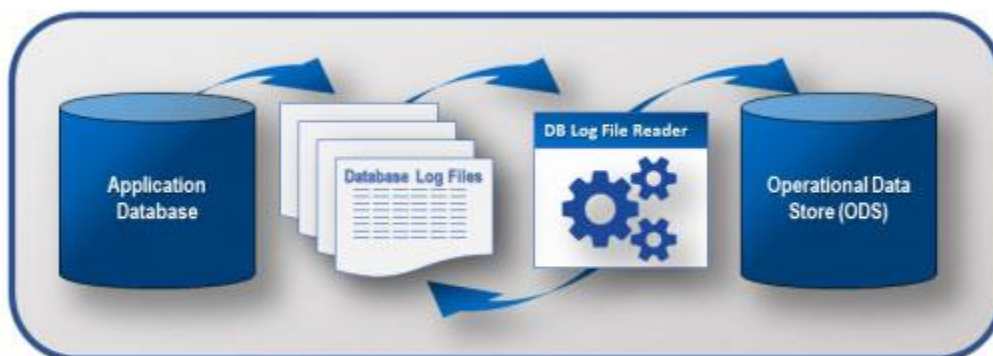 Application
Database
Database Log Files
DB Log File Reader
Operational Data
Store (ODS)